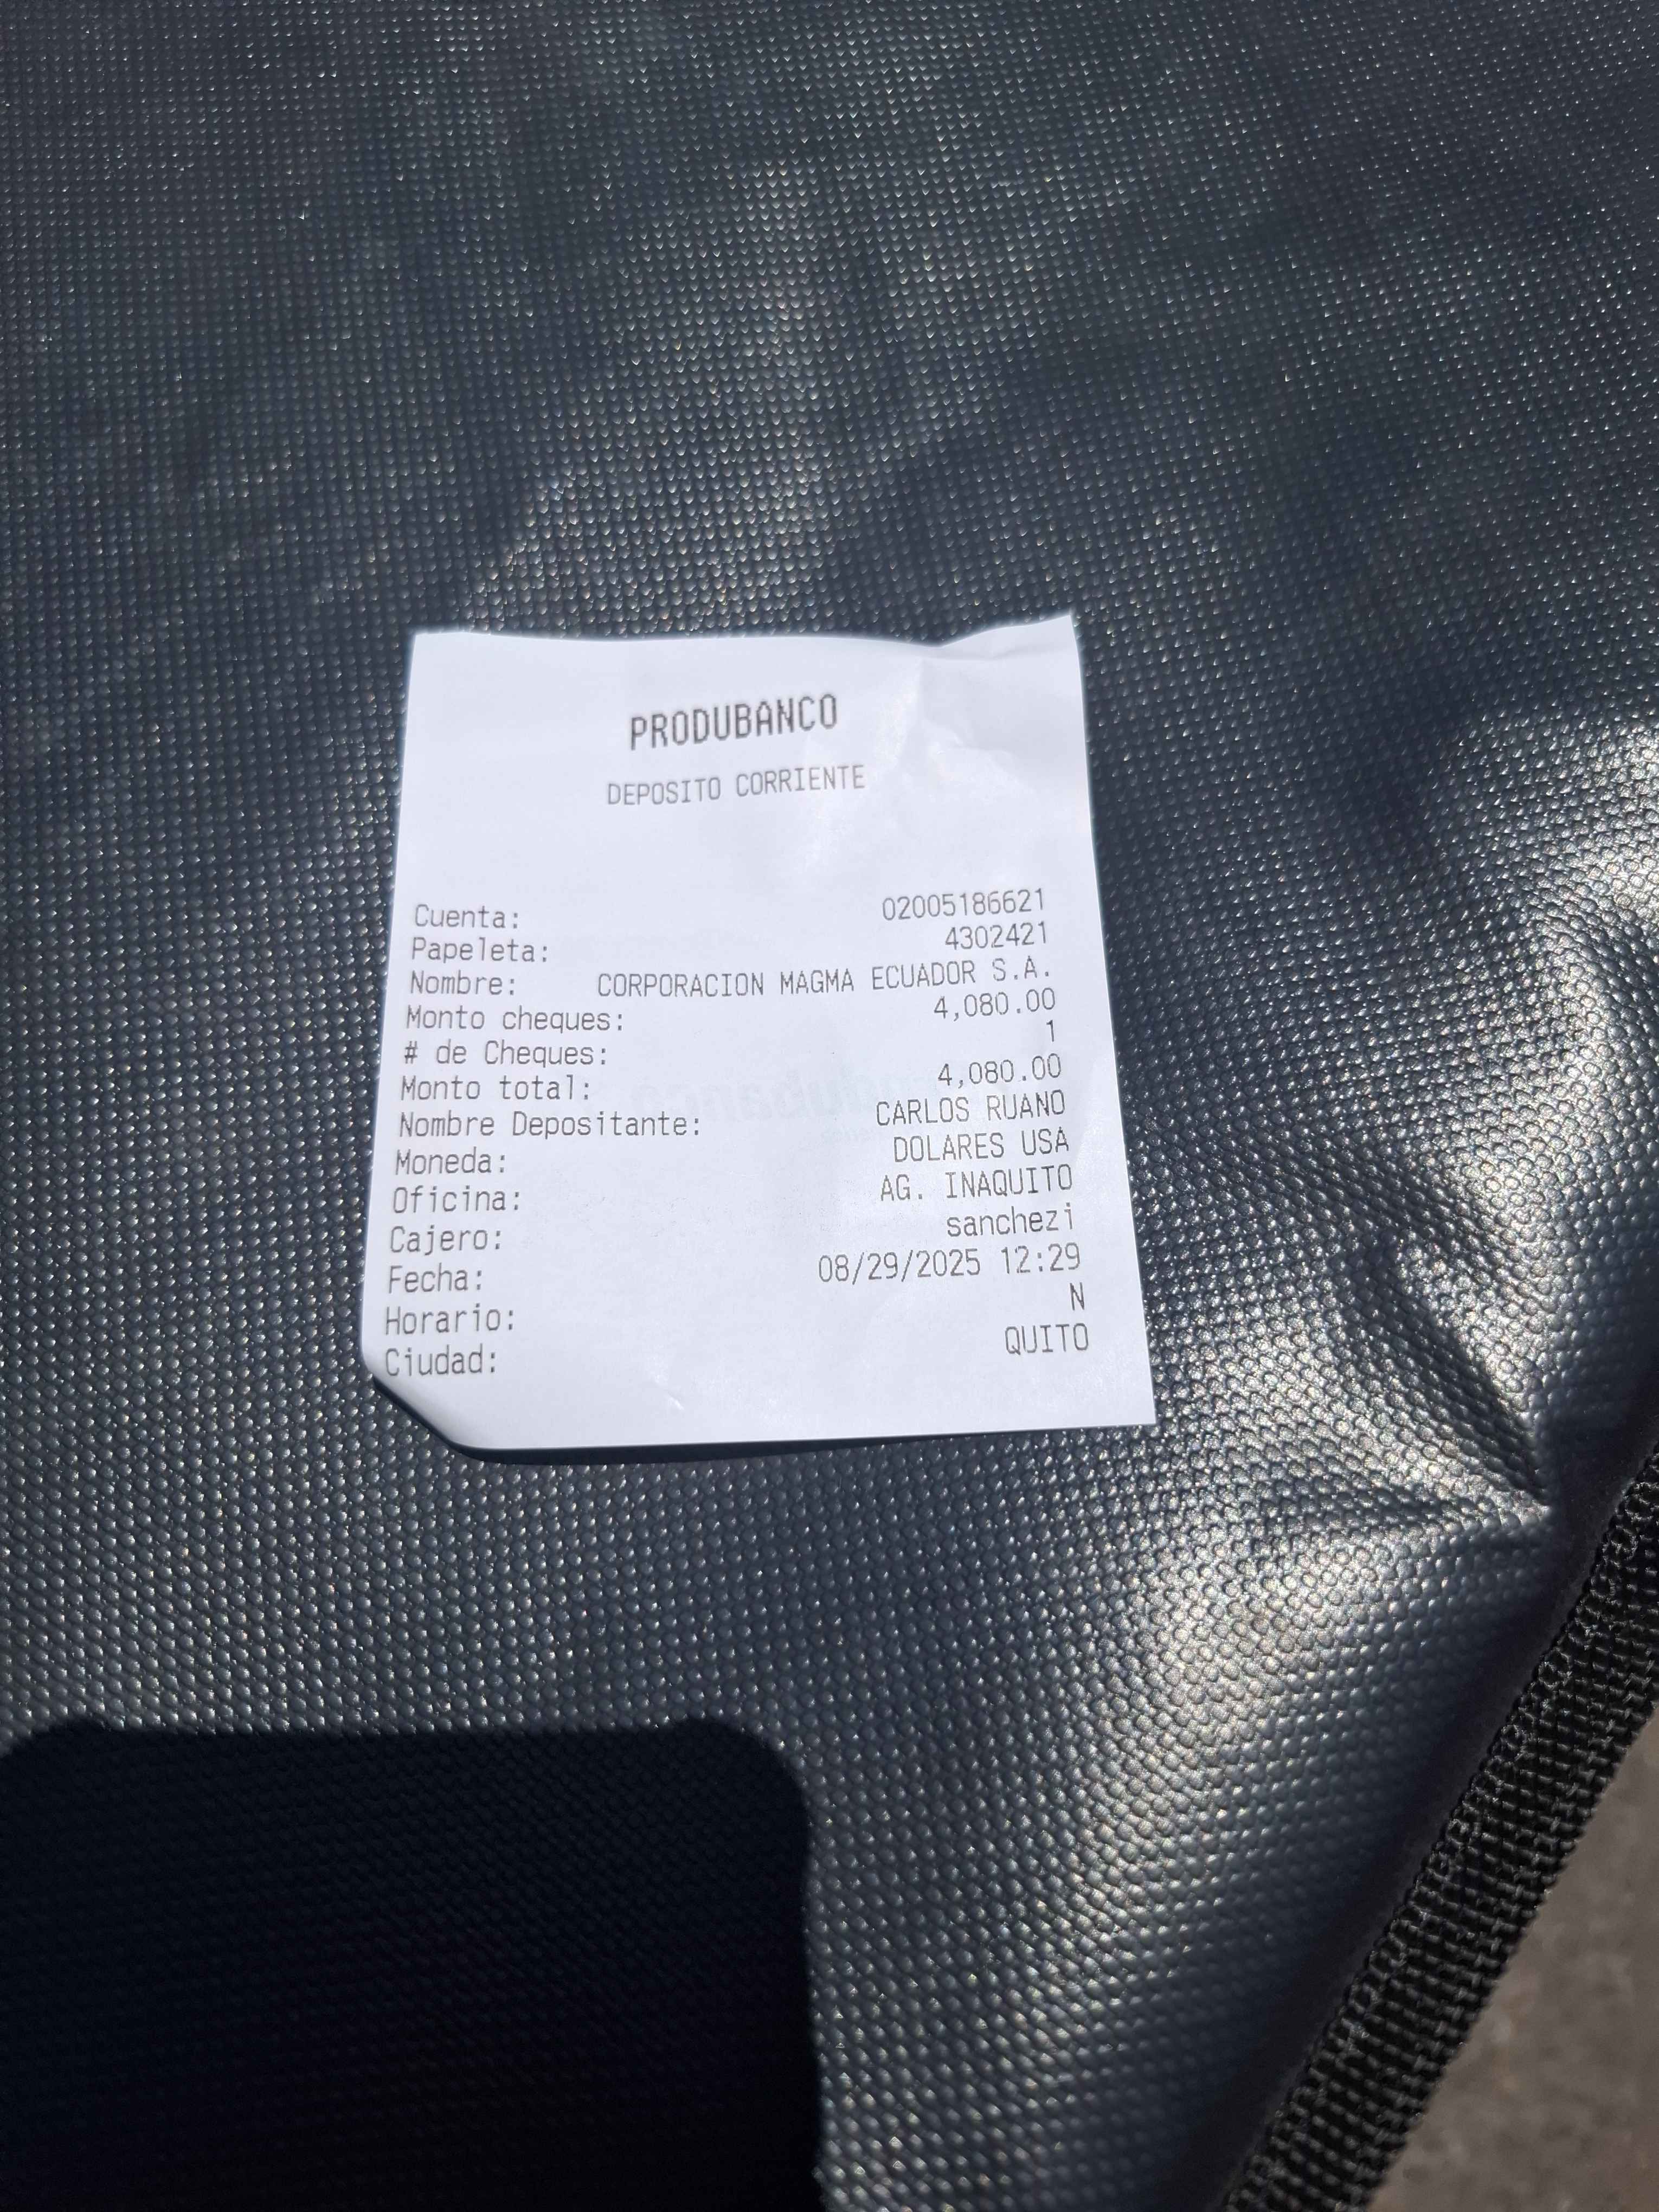 PRODUBANCO
DEPOSITO CORRIENTE
Cuenta: 02005186621
Papeleta: 4302421
Nombre: CORPORACION MAGMA ECUADOR S.A.
Monto cheques: 4,080.00
# de Cheques: 1
Monto total: 4,080.00
Nombre Depositante: CARLOS RUANO
Moneda: DOLARES USA
Oficina: AG. INAQUITO
Cajero: sanchezi
Fecha: 08/29/2025 12:29
Horario: N
Ciudad: QUITO